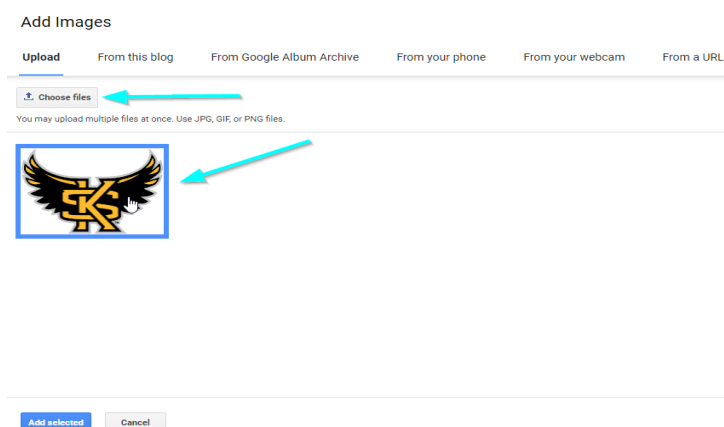 Add Images
Upload From this blog From Google Album Archive From your phone From your webcam From a URL
Choose files
You may upload multiple files at once. Use JPG, GIF, or PNG files.
KS
Add selected Cancel